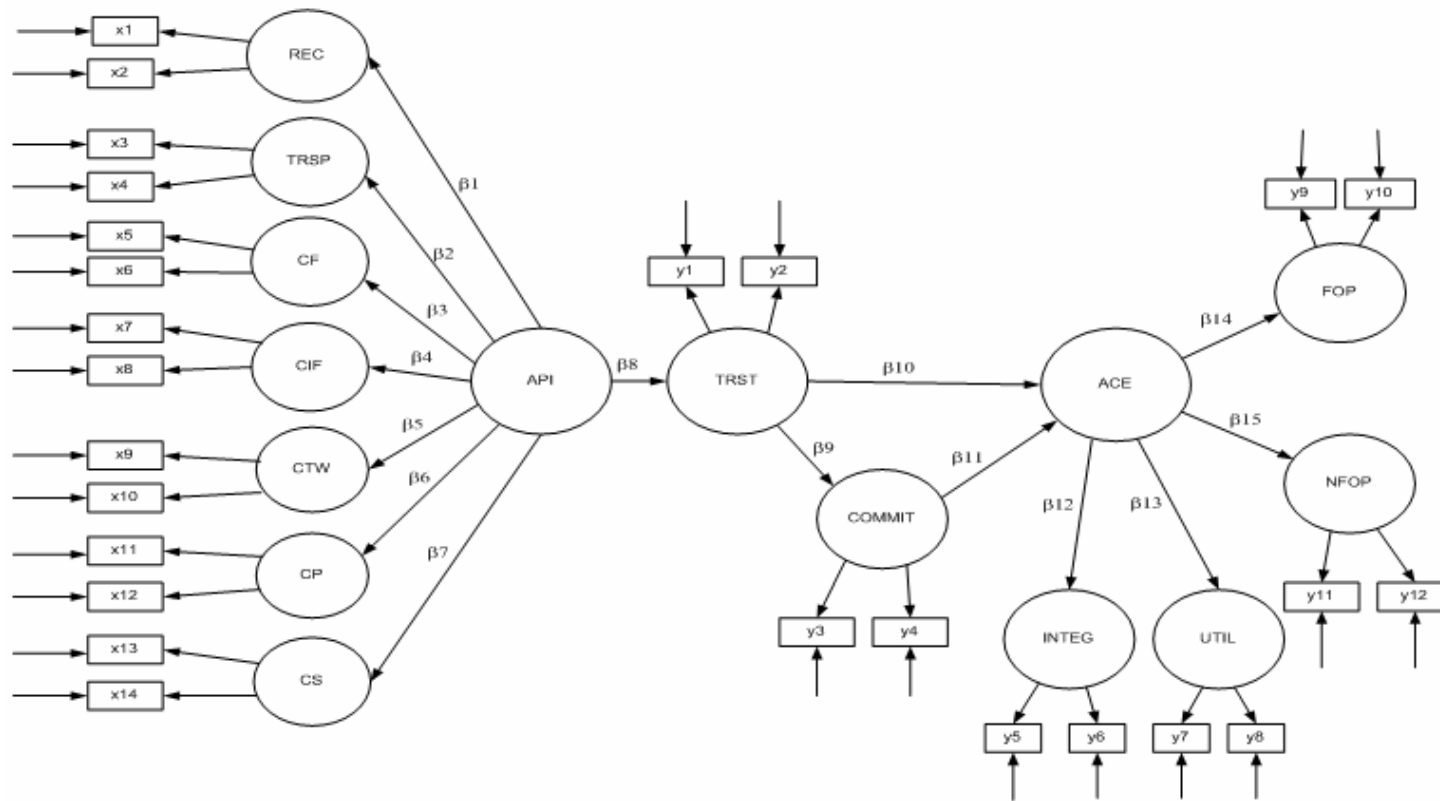 x1
REC
x2
x3
TRSP
x4
β1
x5
CF
x6
β2
y9
y10
y1
y2
FOP
β3
x7
CIF
x8
β4
API
β8
TRST
β10
ACE
β14
β5
β15
x9
CTW
x10
β6
β9
β11
NFOP
COMMIT
β12
β13
x11
CP
x12
β7
y11
y12
x13
CS
x14
y3
y4
INTEG
UTIL
y5
y6
y7
y8